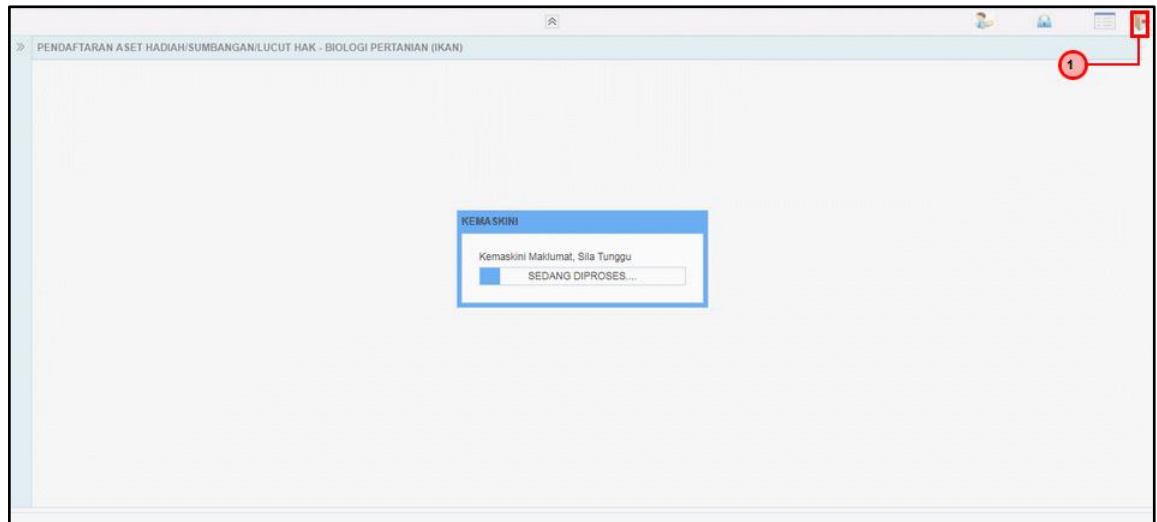 PENDAFTARAN ASET HADIAH/SUMBANGAN/LUCUT HAK - BIOLOGI PERTANIAN (IKAN)
1
KEMASKINI
Kemaskini Maklumat, Sila Tunggu
SEDANG DIPROSES....